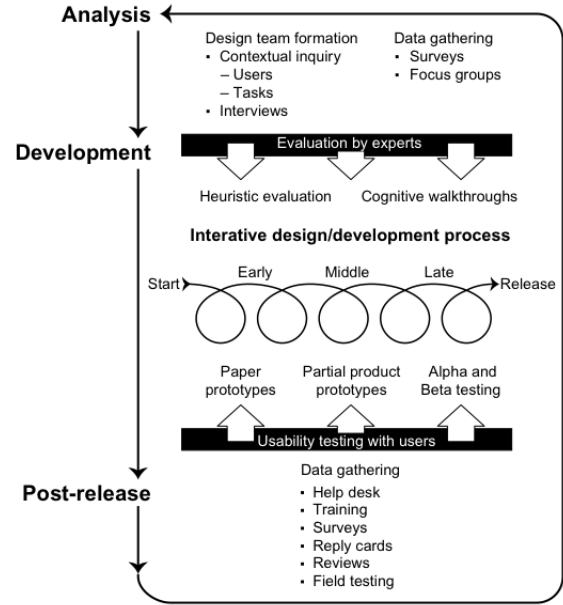 Analysis
Design team formation
▪ Contextual inquiry
– Users
– Tasks
▪ Interviews
Data gathering
▪ Surveys
▪ Focus groups
Evaluation by experts
Development
Heuristic evaluation
Cognitive walkthroughs
Interative design/development process
Start
Early
Middle
Late
Release
Paper
prototypes
Partial product
prototypes
Alpha and
Beta testing
Usability testing with users
Post-release
Data gathering
▪ Help desk
▪ Training
▪ Surveys
▪ Reply cards
▪ Reviews
▪ Field testing